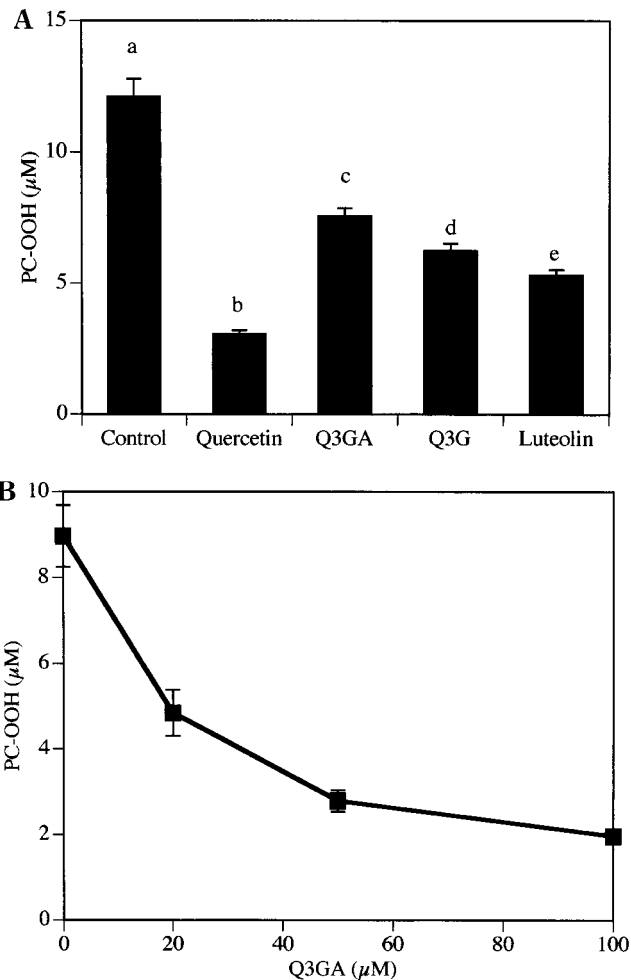 A
15
a
10
c
PC-OOH (μM)
d
e
5
b
0
Control Quercetin Q3GA Q3G Luteolin
B
10
8
6
PC-OOH (μM)
4
2
0
0 20 40 60 80 100
Q3GA (μM)